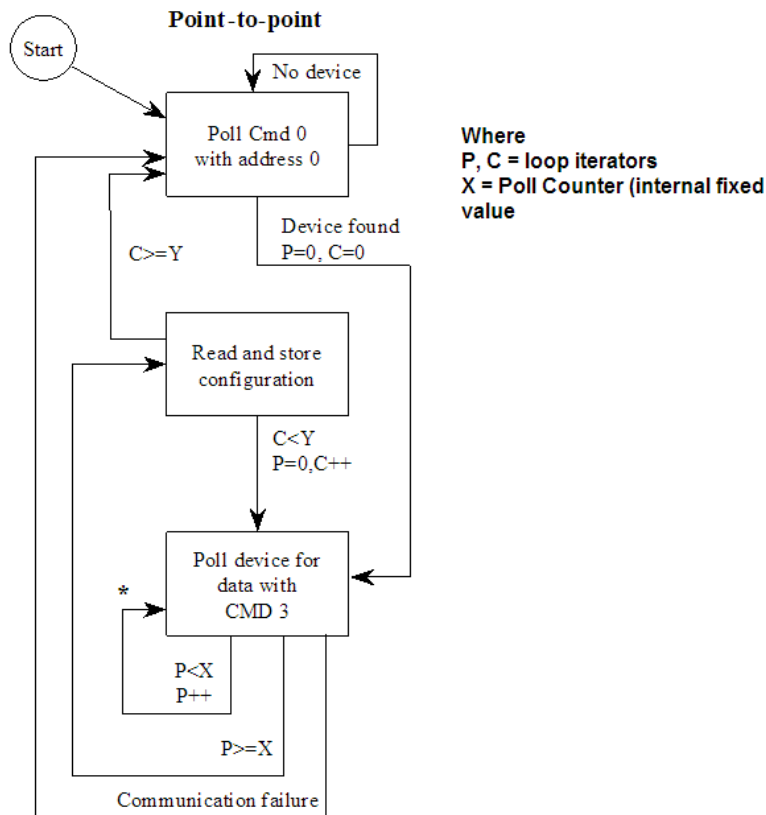 Point-to-point
Start
No device
Poll Cmd 0
with address 0
Where
P, C = loop iterators
X = Poll Counter (internal fixed
value
Device found
P=0, C=0
C>=Y
Read and store
configuration
C<Y
P=0,C++
Poll device for
data with
CMD 3
*
P<X
P++
P>=X
Communication failure